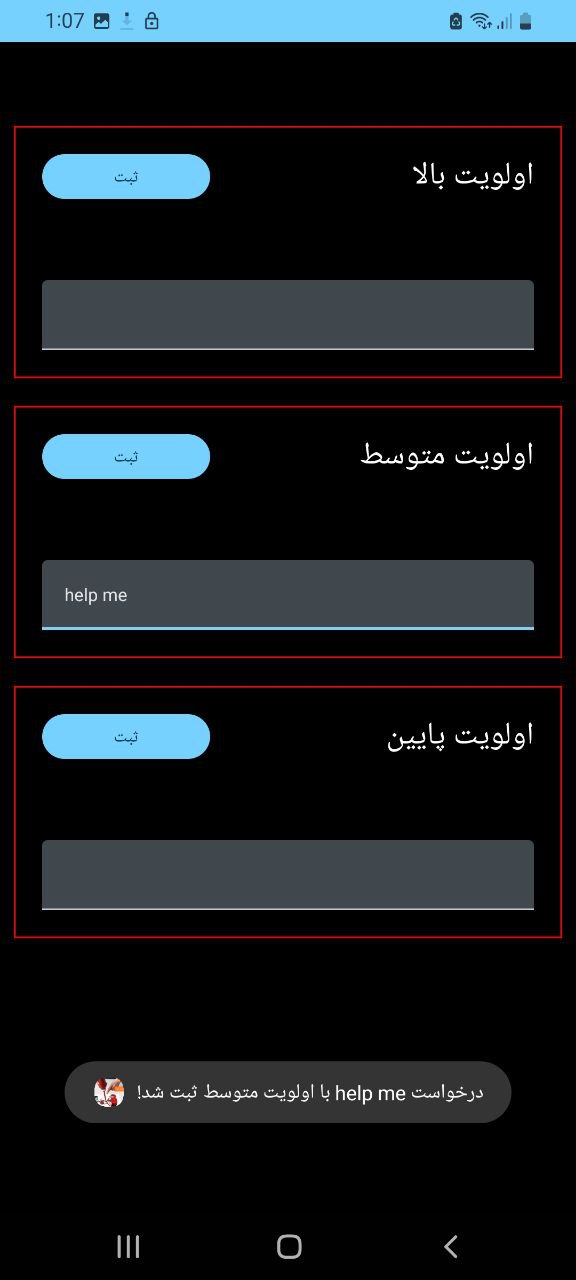 1:07
اولویت بالا
ثبت
اولویت متوسط
ثبت
help me
اولویت پایین
ثبت
درخواست help me با اولویت متوسط ثبت شد!